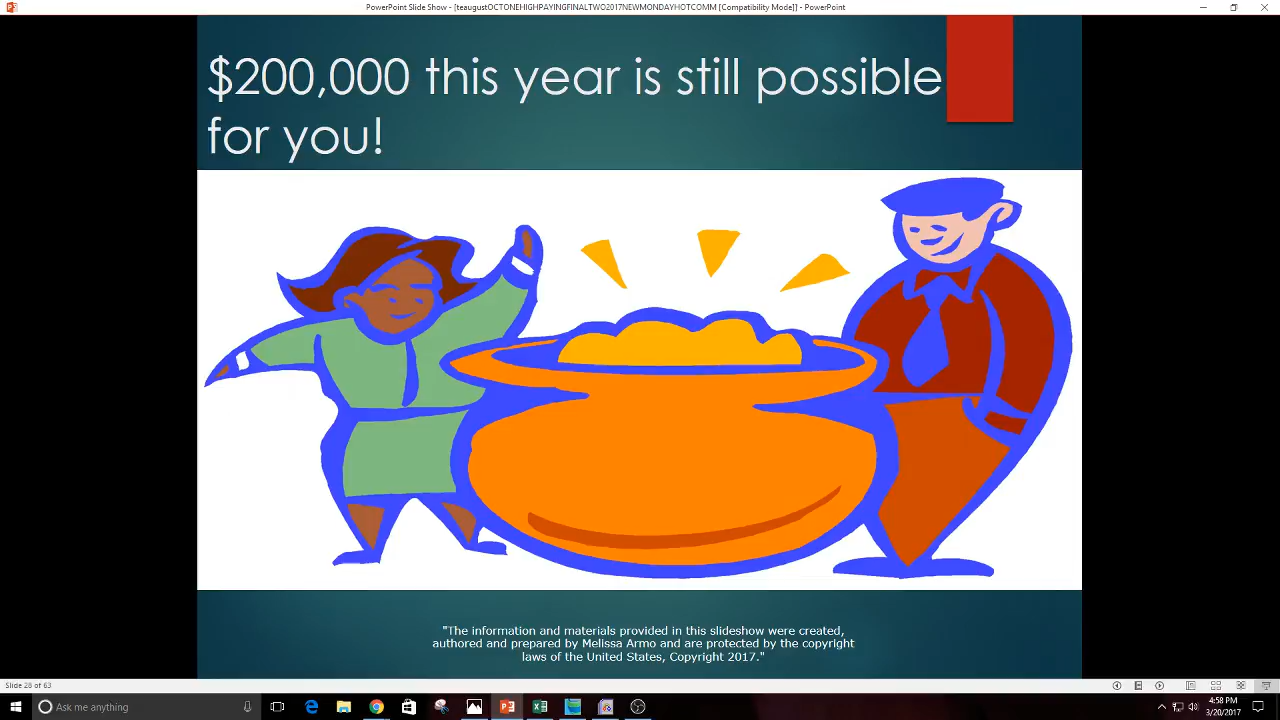 PowerPoint Slide Show - [teaugustOCTONEHIGHPAYINGFINALTWO2017NEWMONDAYHOTCOMM [Compatibility Mode]] - PowerPoint
$200,000 this year is still possible
for you!
"The information and materials provided in this slideshow were created,
authored and prepared by Melissa Armo and are protected by the copyright
laws of the United States, Copyright 2017."
Slide 28 of 63
Ask me anything
4:58 PM
3/20/2017